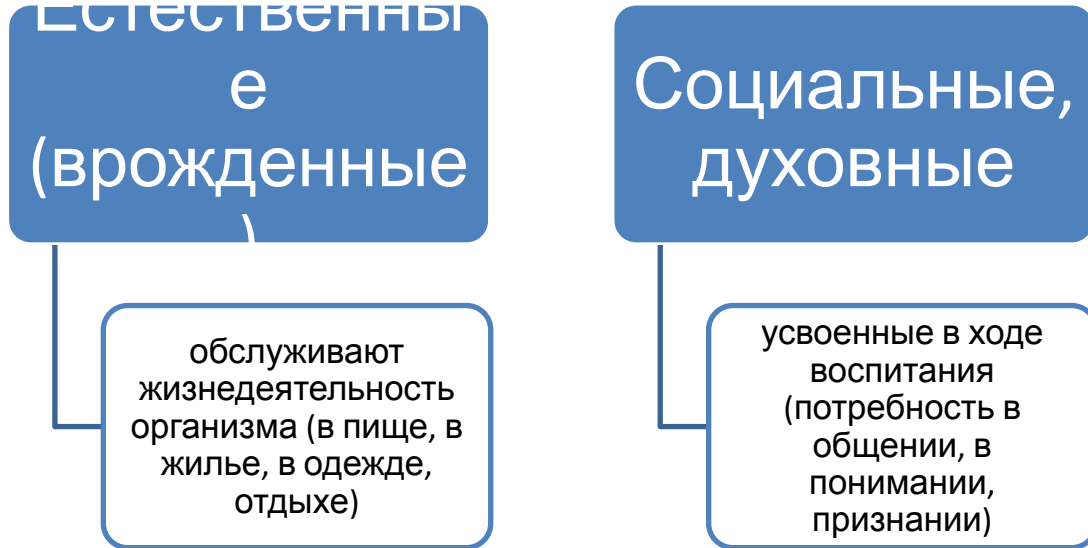 Естественны
е
(врожденные
)
обслуживают
жизнедеятельность
организма (в пище, в
жилье, в одежде,
отдыхе)
Социальные,
духовные
усвоенные в ходе
воспитания
(потребность в
общении, в
понимании,
признании)